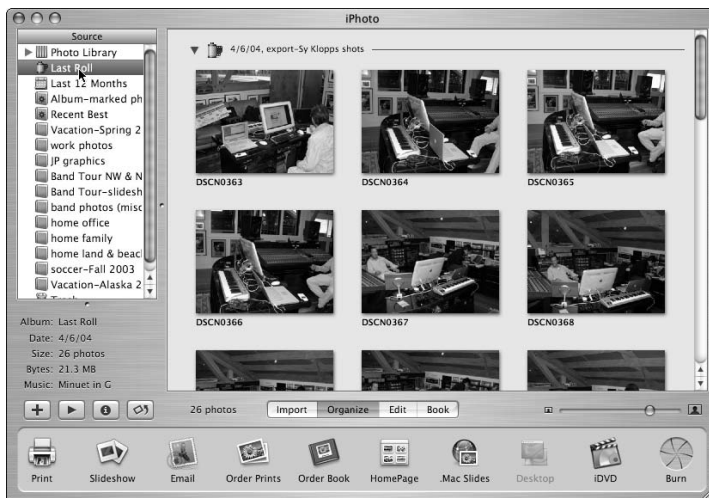 iPhoto
Source
Photo Library
Last Roll
Last 12 Months
Album-marked ph
Recent Best
Vacation-Spring 2
work photos
JP graphics
Band Tour NW & N
Band Tour-slidesh
band photos (misc
home office
home family
home land & beac
soccer-Fall 2003
Vacation-Alaska 2
Album: Last Roll
Date: 4/6/04
Size: 26 photos
Bytes: 21.3 MB
Music: Minuet in G
4/6/04, export-Sy Klopps shots
DSCN0363
DSCN0364
DSCN0365
DSCN0366
DSCN0367
DSCN0368
26 photos
Import
Organize
Edit
Book
Print
Slideshow
Email
Order Prints
Order Book
HomePage
.Mac Slides
Desktop
iDVD
Burn